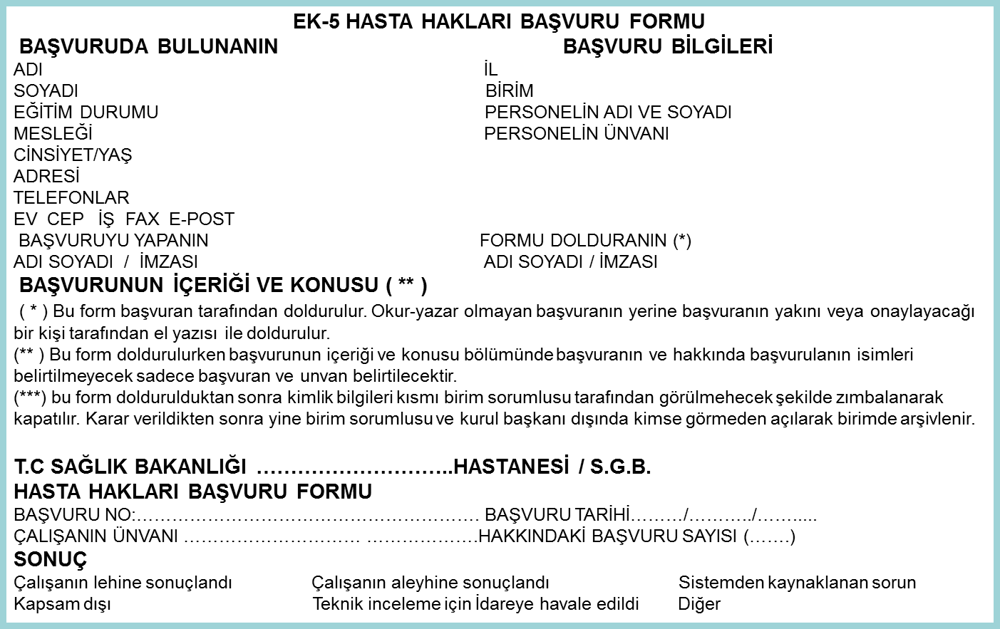 EK-5 HASTA HAKLARI BAŞVURU FORMU
BAŞVURUDA BULUNANIN BAŞVURU BİLGİLERİ
ADI İL
SOYADI BİRİM
EĞİTİM DURUMU PERSONELİN ADI VE SOYADI
MESLEĞİ PERSONELİN ÜNVANI
CİNSİYET/YAŞ
ADRESİ
TELEFONLAR
EV CEP İŞ FAX E-POST
BAŞVURUYU YAPANIN FORMU DOLDURANIN (*)
ADI SOYADI / İMZASI ADI SOYADI / İMZASI
BAŞVURUNUN İÇERİĞİ VE KONUSU ( ** )
( * ) Bu form başvuran tarafından doldurulur. Okur-yazar olmayan başvuranın yerine başvuranın yakını veya onaylayacağı
bir kişi tarafından el yazısı ile doldurulur.
(** ) Bu form doldurulurken başvurunun içeriği ve konusu bölümünde başvuranın ve hakkında başvurulanın isimleri
belirtilmeyecek sadece başvuran ve unvan belirtilecektir.
(***) bu form doldurulduktan sonra kimlik bilgileri kısmı birim sorumlusu tarafından görülmehecek şekilde zımbalanarak
kapatılır. Karar verildikten sonra yine birim sorumlusu ve kurul başkanı dışında kimse görmeden açılarak birimde arşivlenir.
T.C SAĞLIK BAKANLIĞI ………………………..HASTANESİ / S.G.B.
HASTA HAKLARI BAŞVURU FORMU
BAŞVURU NO:…………………………………………………. BAŞVURU TARİHİ………/………../…….....
ÇALIŞANIN ÜNVANI ………………………… ……………….HAKKINDAKİ BAŞVURU SAYISI (…….)
SONUÇ
Çalışanın lehine sonuçlandı Çalışanın aleyhine sonuçlandı Sistemden kaynaklanan sorun
Kapsam dışı Teknik inceleme için İdareye havale edildi Diğer